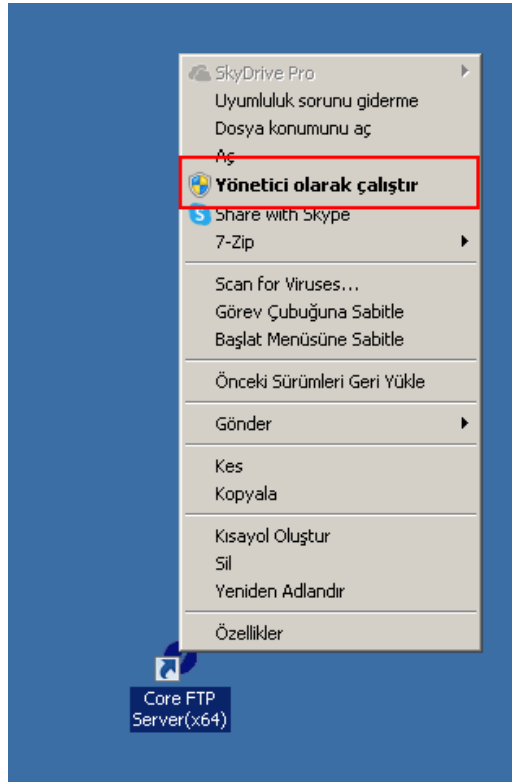 SkyDrive Pro
Uyumluluk sorunu giderme
Dosya konumunu aç
Aç
Yönetici olarak çalıştır
Share with Skype
7-Zip
Scan for Viruses...
Görev Çubuğuna Sabitle
Başlat Menüsüne Sabitle
Önceki Sürümleri Geri Yükle
Gönder
Kes
Kopyala
Kısayol Oluştur
Sil
Yeniden Adlandır
Özellikler
Core FTP
Server(x64)